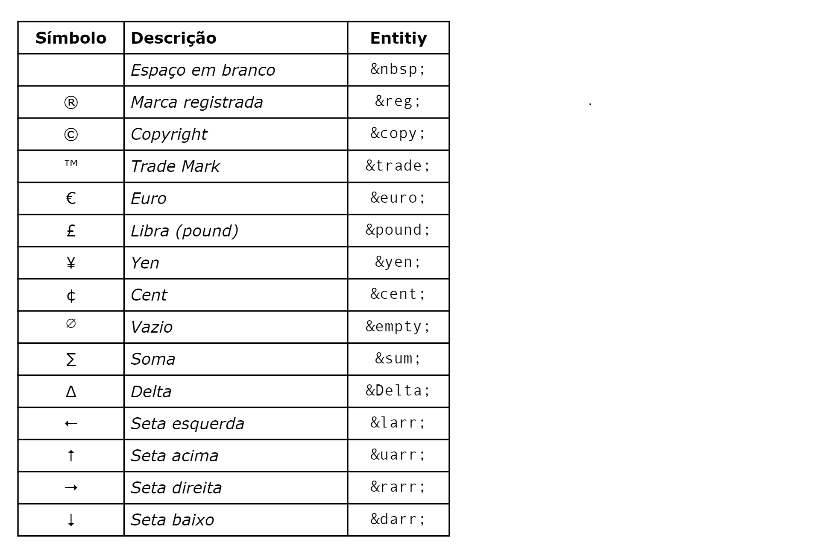 Símbolo Descrição Entitiy
Espaço em branco &nbsp;
® Marca registrada &reg;
© Copyright &copy;
™ Trade Mark &trade;
€ Euro &euro;
£ Libra (pound) &pound;
¥ Yen &yen;
¢ Cent &cent;
∅ Vazio &empty;
∑ Soma &sum;
Δ Delta &Delta;
← Seta esquerda &larr;
↑ Seta acima &uarr;
→ Seta direita &rarr;
↓ Seta baixo &darr;